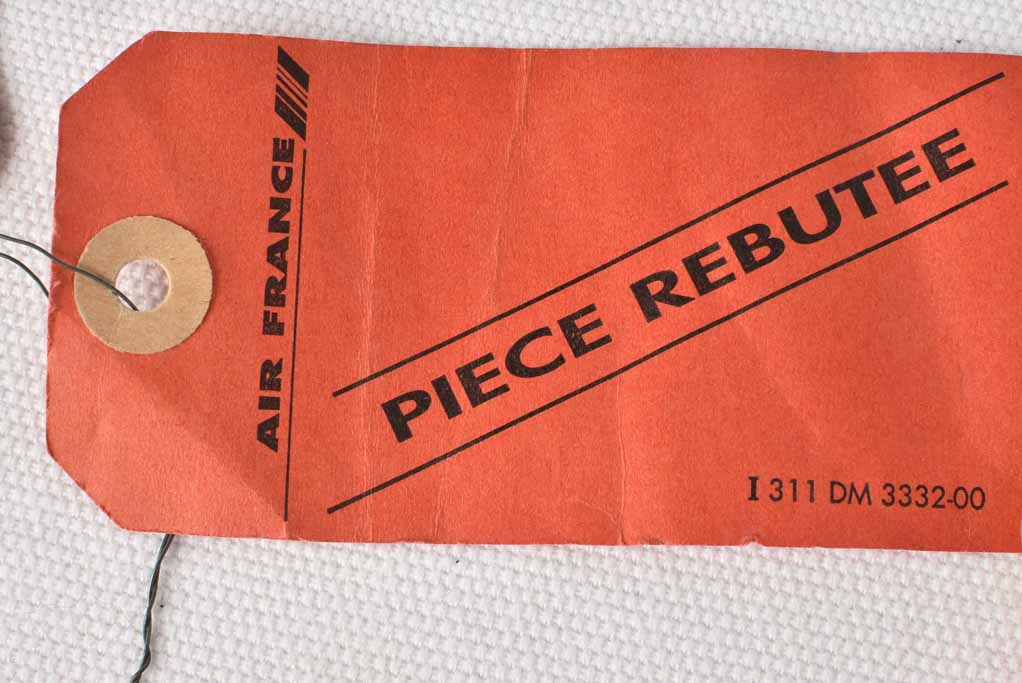 AIR FRANCE
PIECE REBUTEE
I 311 DM 3332-00